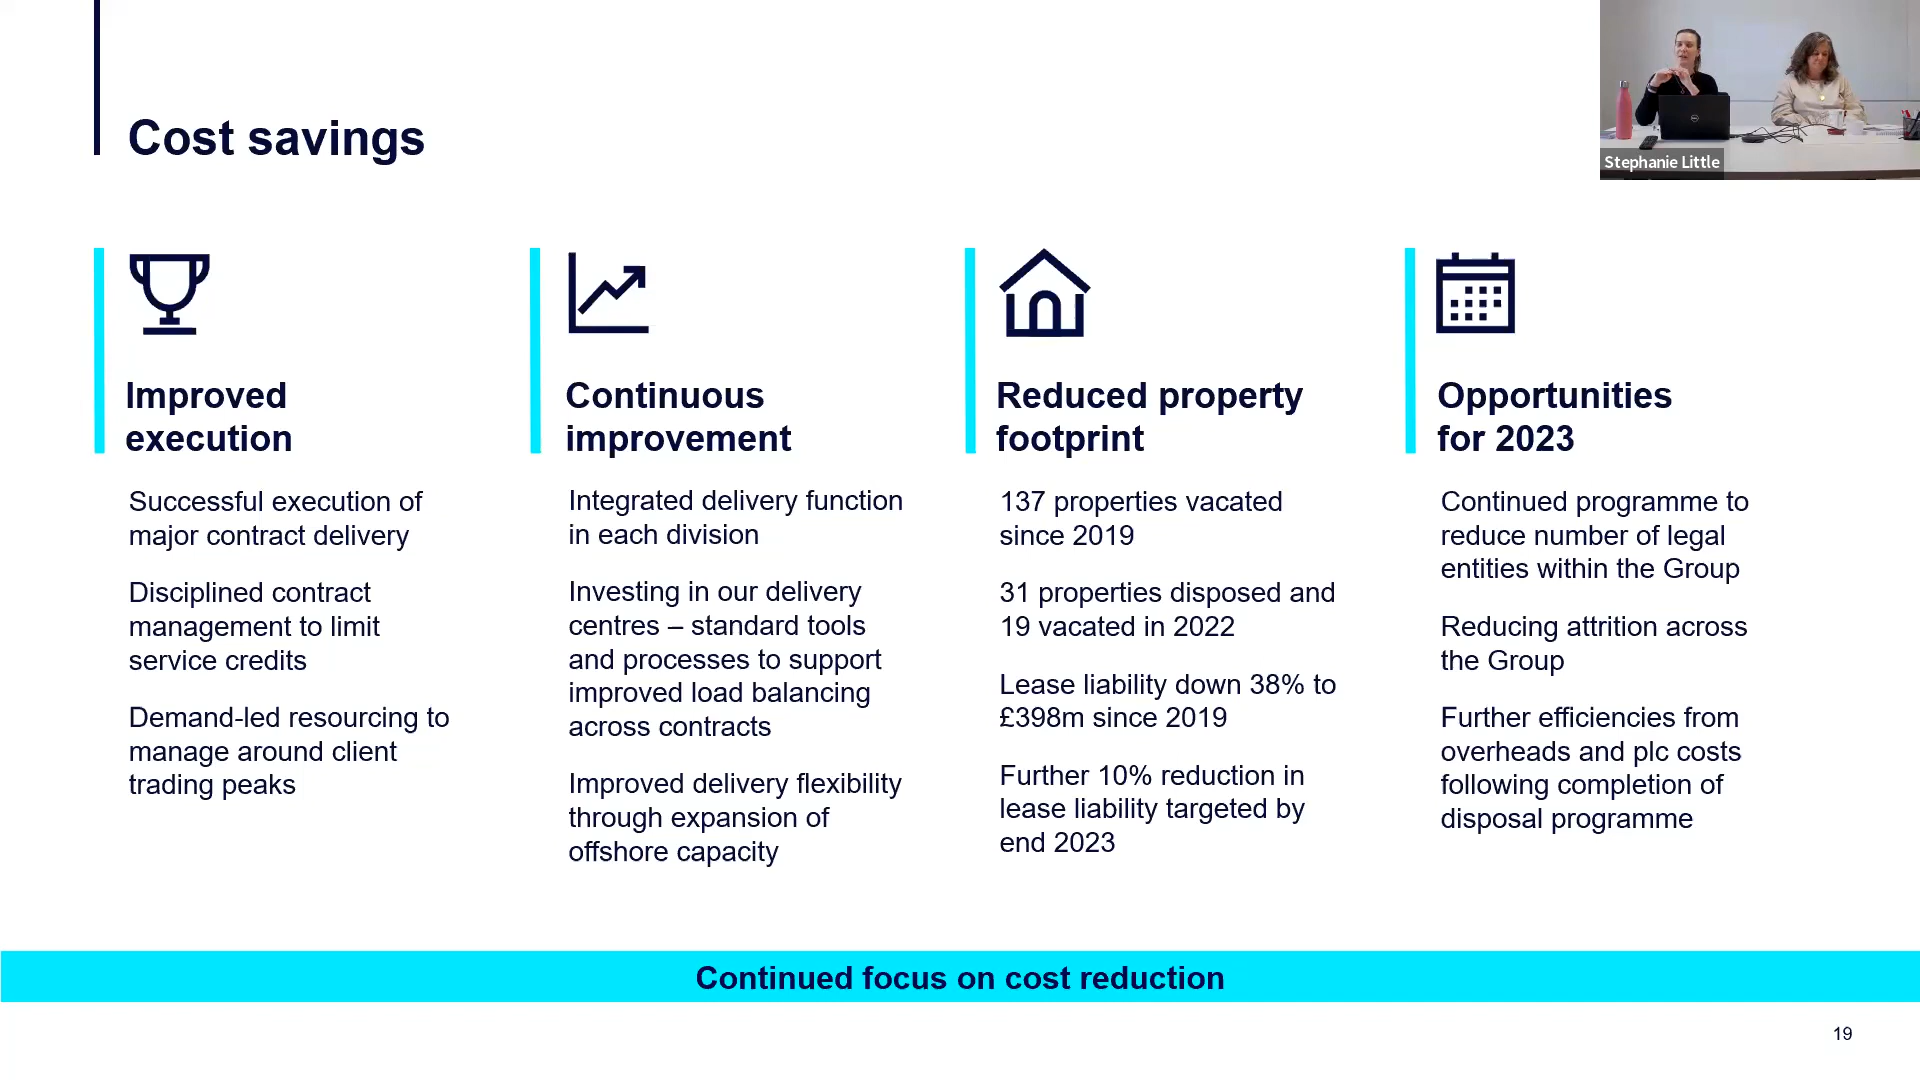 Cost savings
Stephanie Little
Improved
execution
Successful execution of
major contract delivery
Disciplined contract
management to limit
service credits
Demand-led resourcing to
manage around client
trading peaks
Continuous
improvement
Integrated delivery function
in each division
Investing in our delivery
centres – standard tools
and processes to support
improved load balancing
across contracts
Improved delivery flexibility
through expansion of
offshore capacity
Reduced property
footprint
137 properties vacated
since 2019
31 properties disposed and
19 vacated in 2022
Lease liability down 38% to
£398m since 2019
Further 10% reduction in
lease liability targeted by
end 2023
Opportunities
for 2023
Continued programme to
reduce number of legal
entities within the Group
Reducing attrition across
the Group
Further efficiencies from
overheads and plc costs
following completion of
disposal programme
Continued focus on cost reduction
19